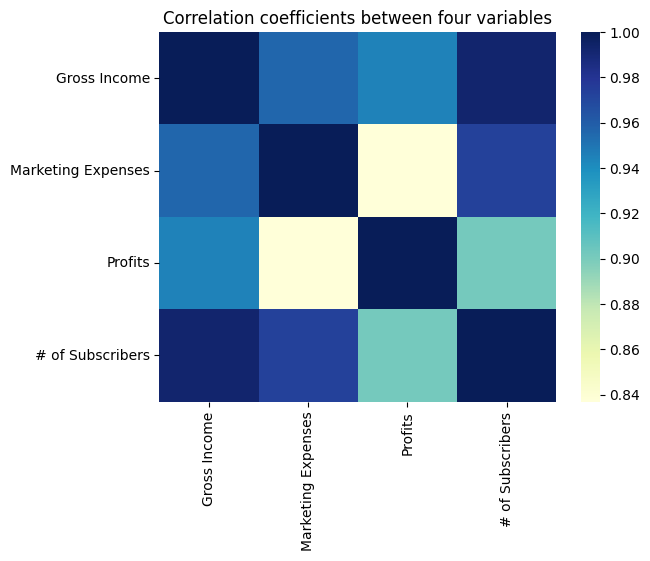 Correlation coefficients between four variables
Gross Income
Marketing Expenses
Profits
# of Subscribers
Gross Income
Marketing Expenses
Profits
# of Subscribers
1.00
0.98
0.96
0.94
0.92
0.90
0.88
0.86
0.84